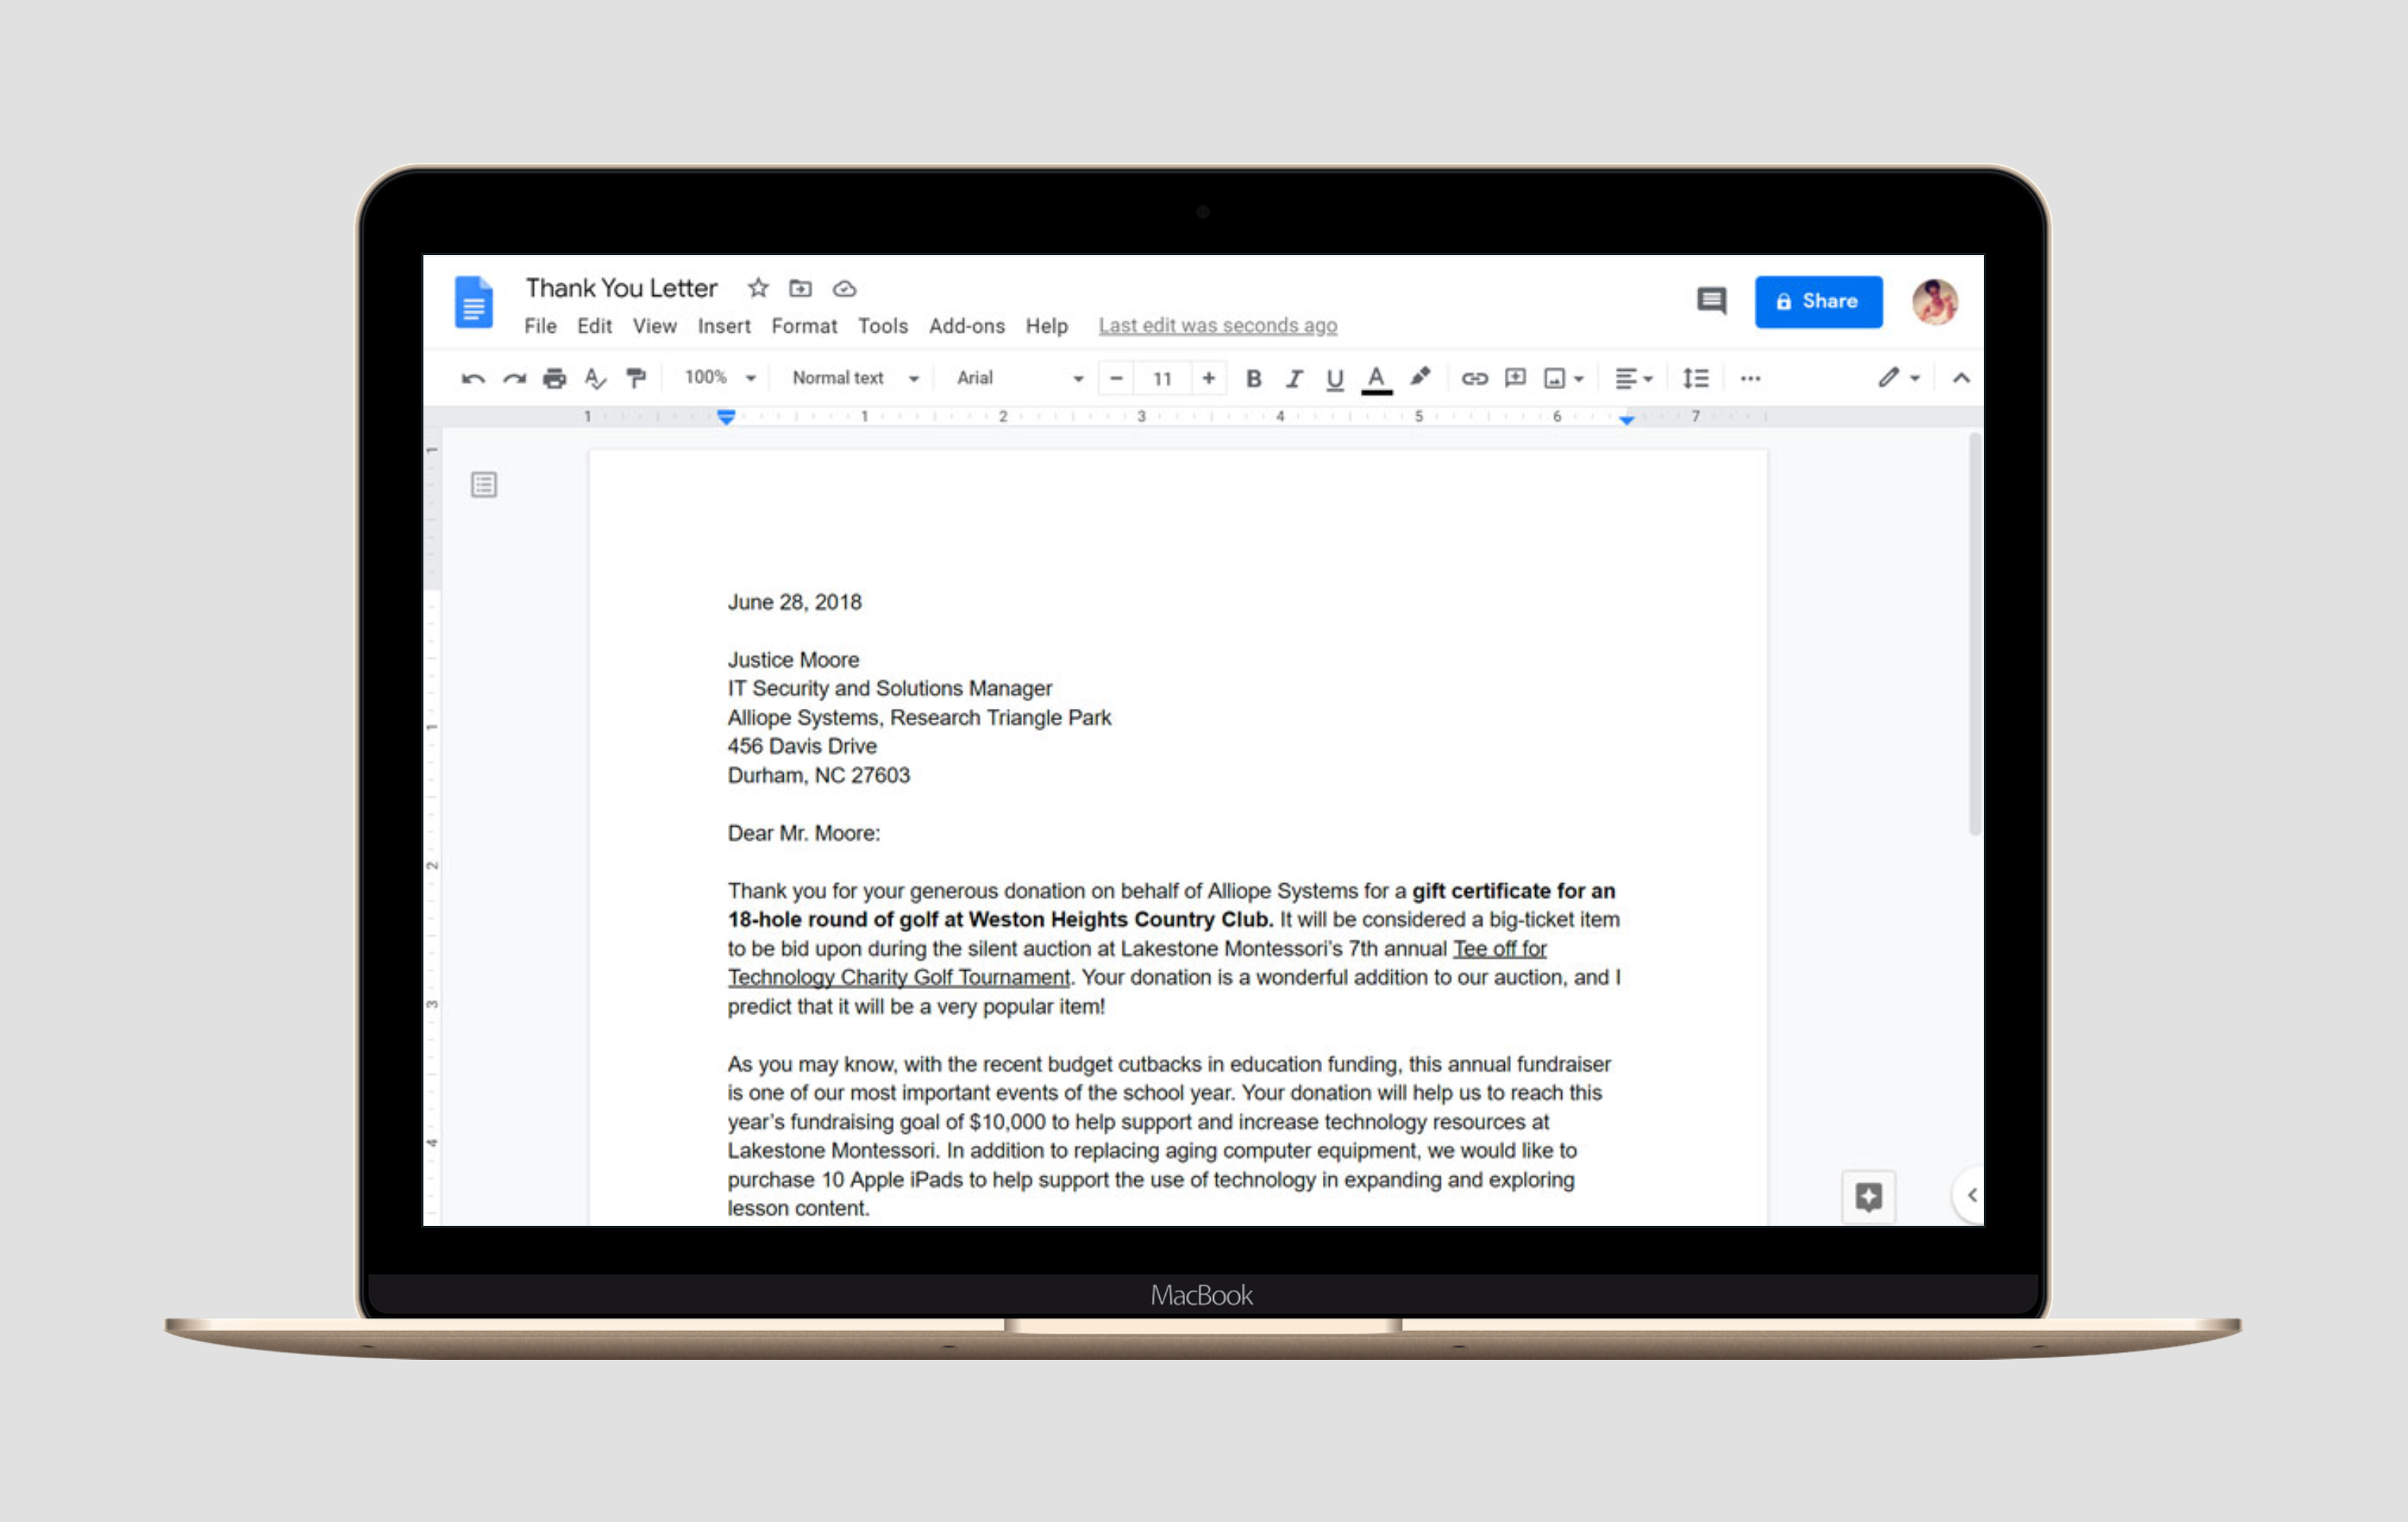 Thank You Letter
File Edit View Insert Format Tools Add-ons Help Last edit was seconds ago
Share
100% Normal text Arial − 11 + B I U A
1 1 2 3 4 5 6 7
1
1
2
3
4
June 28, 2018
Justice Moore
IT Security and Solutions Manager
Alliope Systems, Research Triangle Park
456 Davis Drive
Durham, NC 27603
Dear Mr. Moore:
Thank you for your generous donation on behalf of Alliope Systems for a gift certificate for an
18-hole round of golf at Weston Heights Country Club. It will be considered a big-ticket item
to be bid upon during the silent auction at Lakestone Montessori's 7th annual Tee off for
Technology Charity Golf Tournament. Your donation is a wonderful addition to our auction, and I
predict that it will be a very popular item!
As you may know, with the recent budget cutbacks in education funding, this annual fundraiser
is one of our most important events of the school year. Your donation will help us to reach this
year's fundraising goal of $10,000 to help support and increase technology resources at
Lakestone Montessori. In addition to replacing aging computer equipment, we would like to
purchase 10 Apple iPads to help support the use of technology in expanding and exploring
lesson content.
MacBook